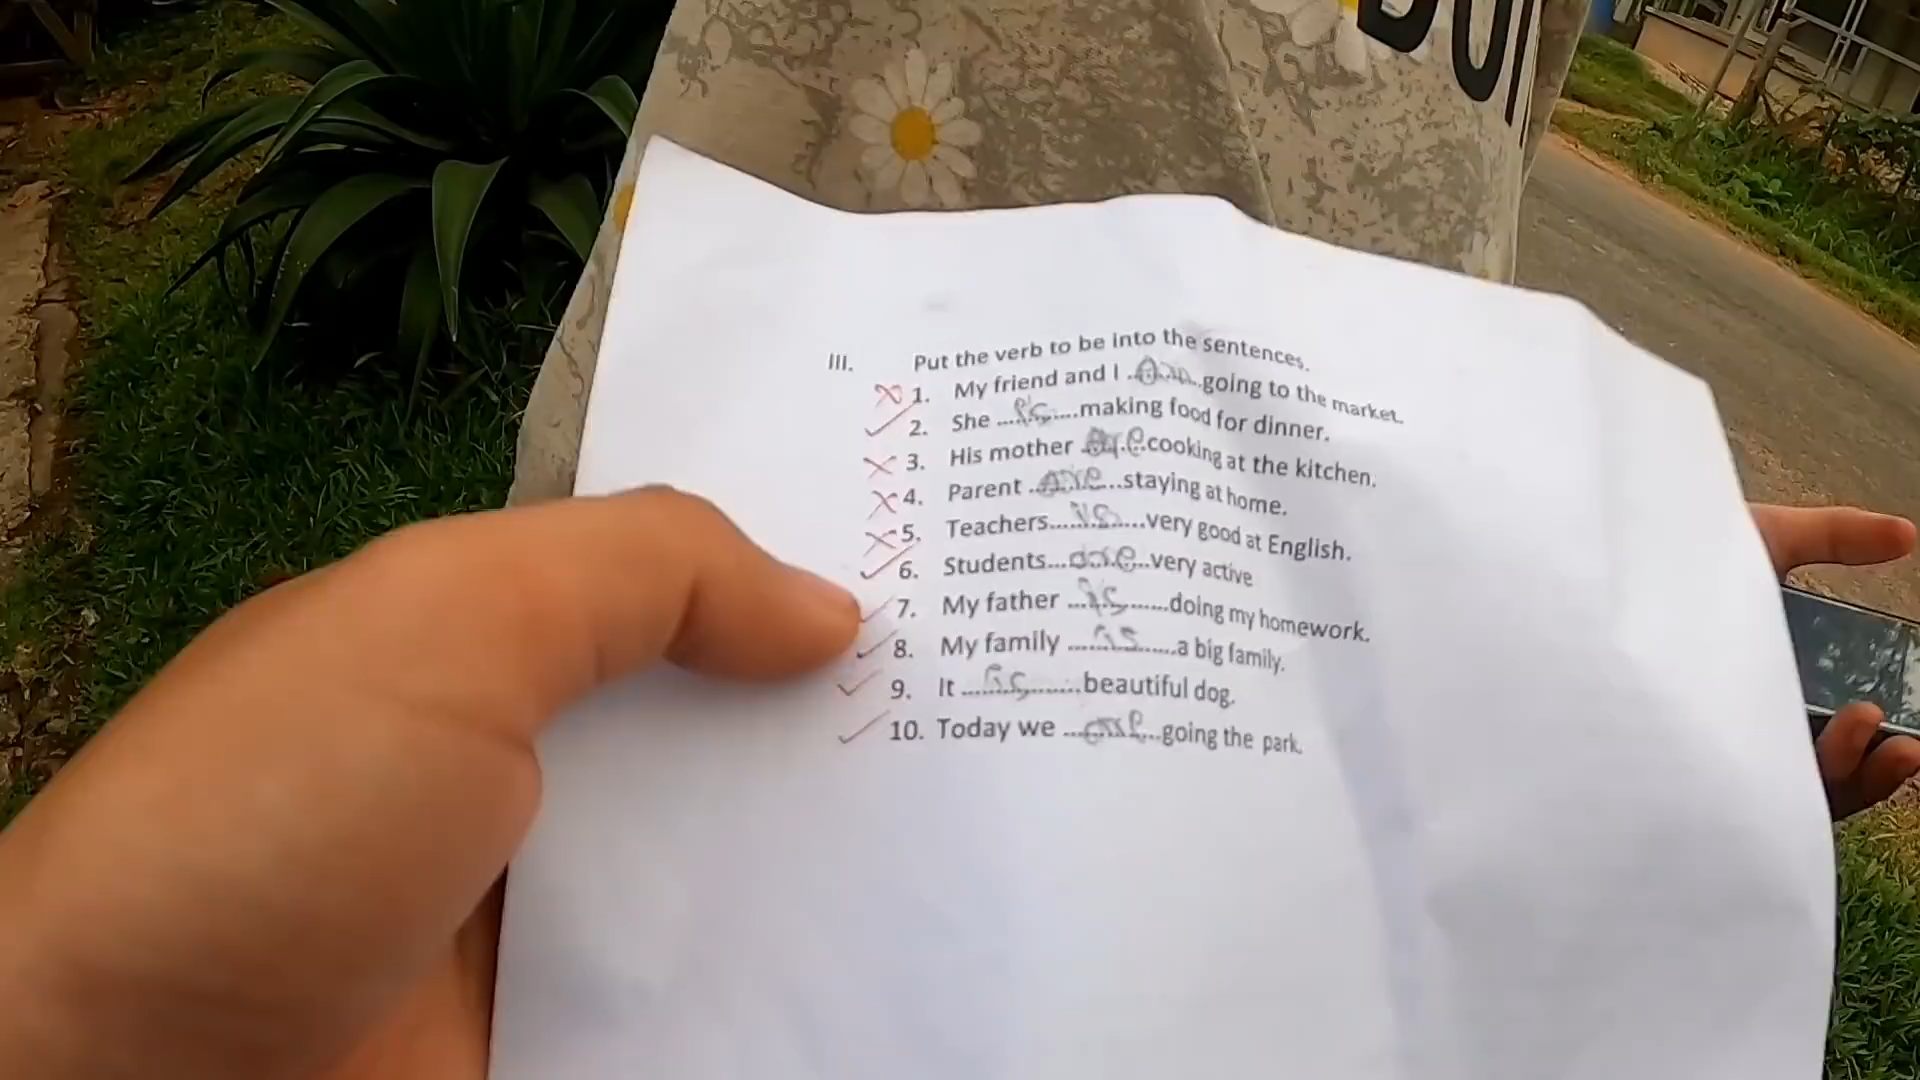 III. Put the verb to be into the sentences.
1. My friend and I ..am..going to the market.
2. She ....is.....making food for dinner.
3. His mother .are.cooking at the kitchen.
4. Parent ..are...staying at home.
5. Teachers....is.....very good at English.
6. Students...are...very active
7. My father ....is.......doing my homework.
8. My family .....is.......a big family.
9. It ....is.......beautiful dog.
10. Today we ....are...going the park.